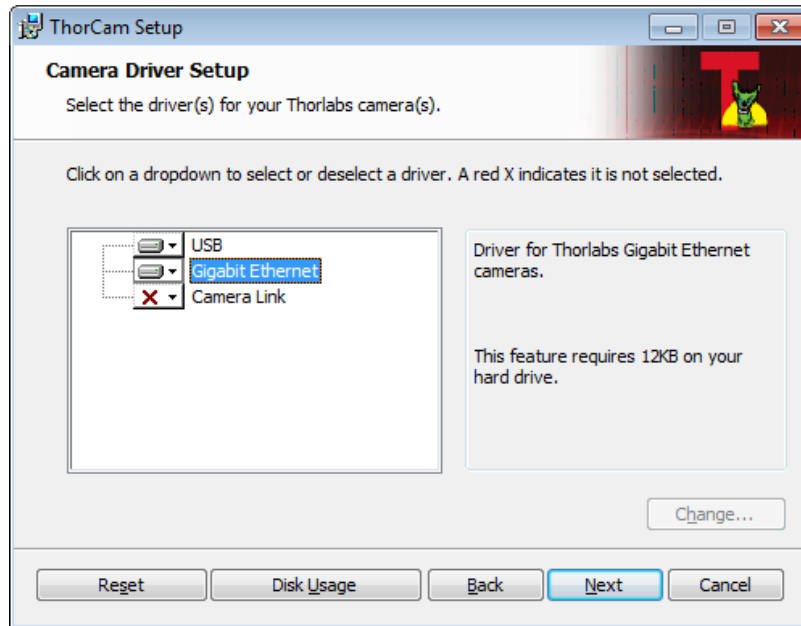 ThorCam Setup
Camera Driver Setup
Select the driver(s) for your Thorlabs camera(s).
Click on a dropdown to select or deselect a driver. A red X indicates it is not selected.
USB
Gigabit Ethernet
Camera Link
Driver for Thorlabs Gigabit Ethernet
cameras.
This feature requires 12KB on your
hard drive.
Change...
Reset
Disk Usage
Back
Next
Cancel